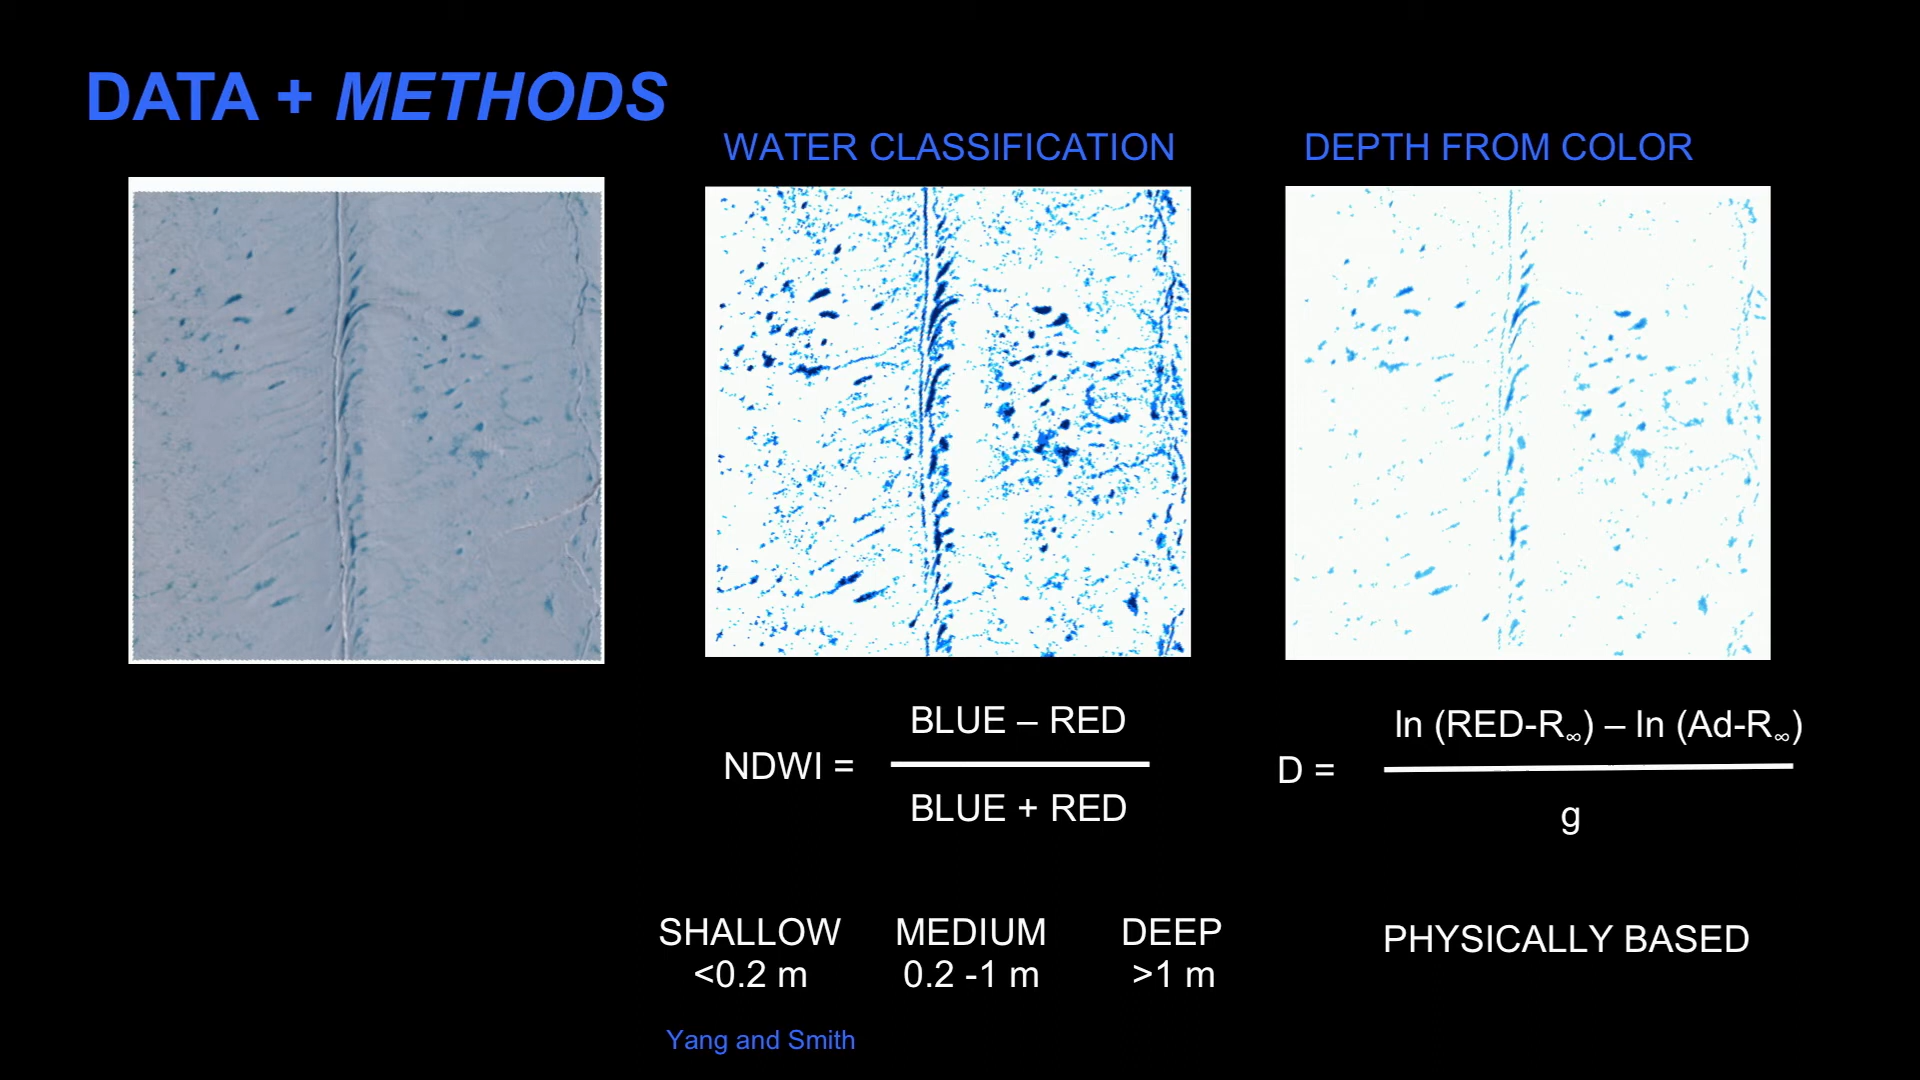 DATA + METHODS
WATER CLASSIFICATION
DEPTH FROM COLOR
NDWI =
BLUE – RED
BLUE + RED
D =
ln (RED-R∞) – ln (Ad-R∞)
g
SHALLOW
<0.2 m
MEDIUM
0.2 -1 m
DEEP
>1 m
PHYSICALLY BASED
Yang and Smith